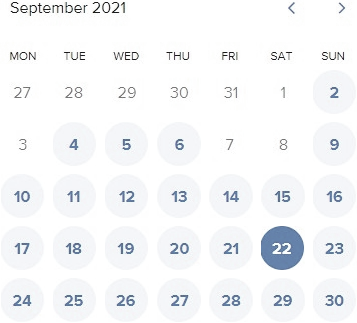 September 2021
MON TUE WED THU FRI SAT SUN
27 28 29 30 31 1 2
3 4 5 6 7 8 9
10 11 12 13 14 15 16
17 18 19 20 21 22 23
24 25 26 27 28 29 30